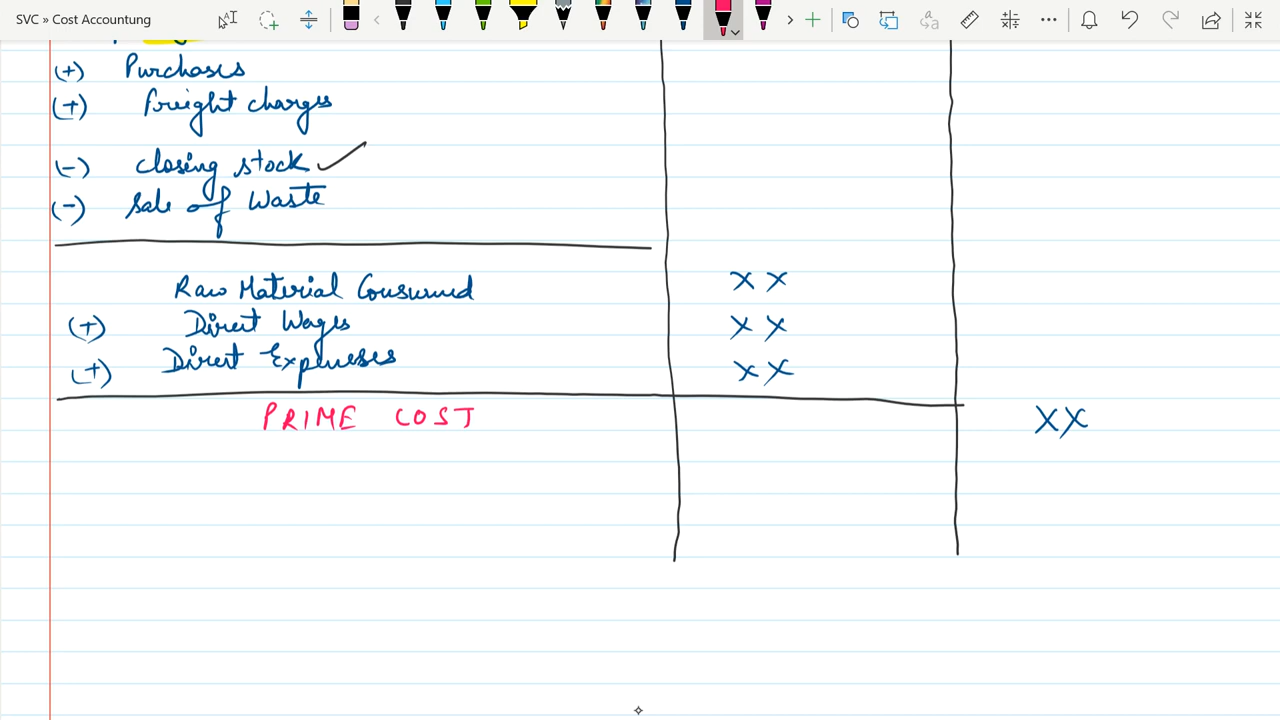 SVC » Cost Accountung
(+) Purchases
(+) Freight charges
(-) Closing stock ✓
(-) Sale of Waste
Raw Material Consumed XX
(+) Direct Wages XX
(+) Direct Expenses XX
PRIME COST XX